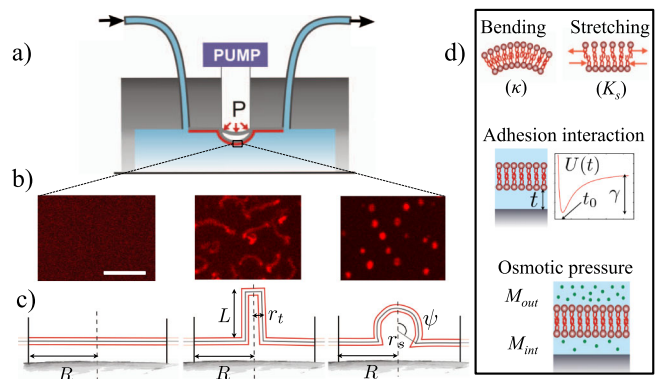 a)
PUMP
P
b)
c)
L
r_t
r_s
ψ
R
R
R
d)
Bending
Stretching
(κ)
(K_s)
Adhesion interaction
U(t)
t
t_0
γ
Osmotic pressure
M_out
M_int